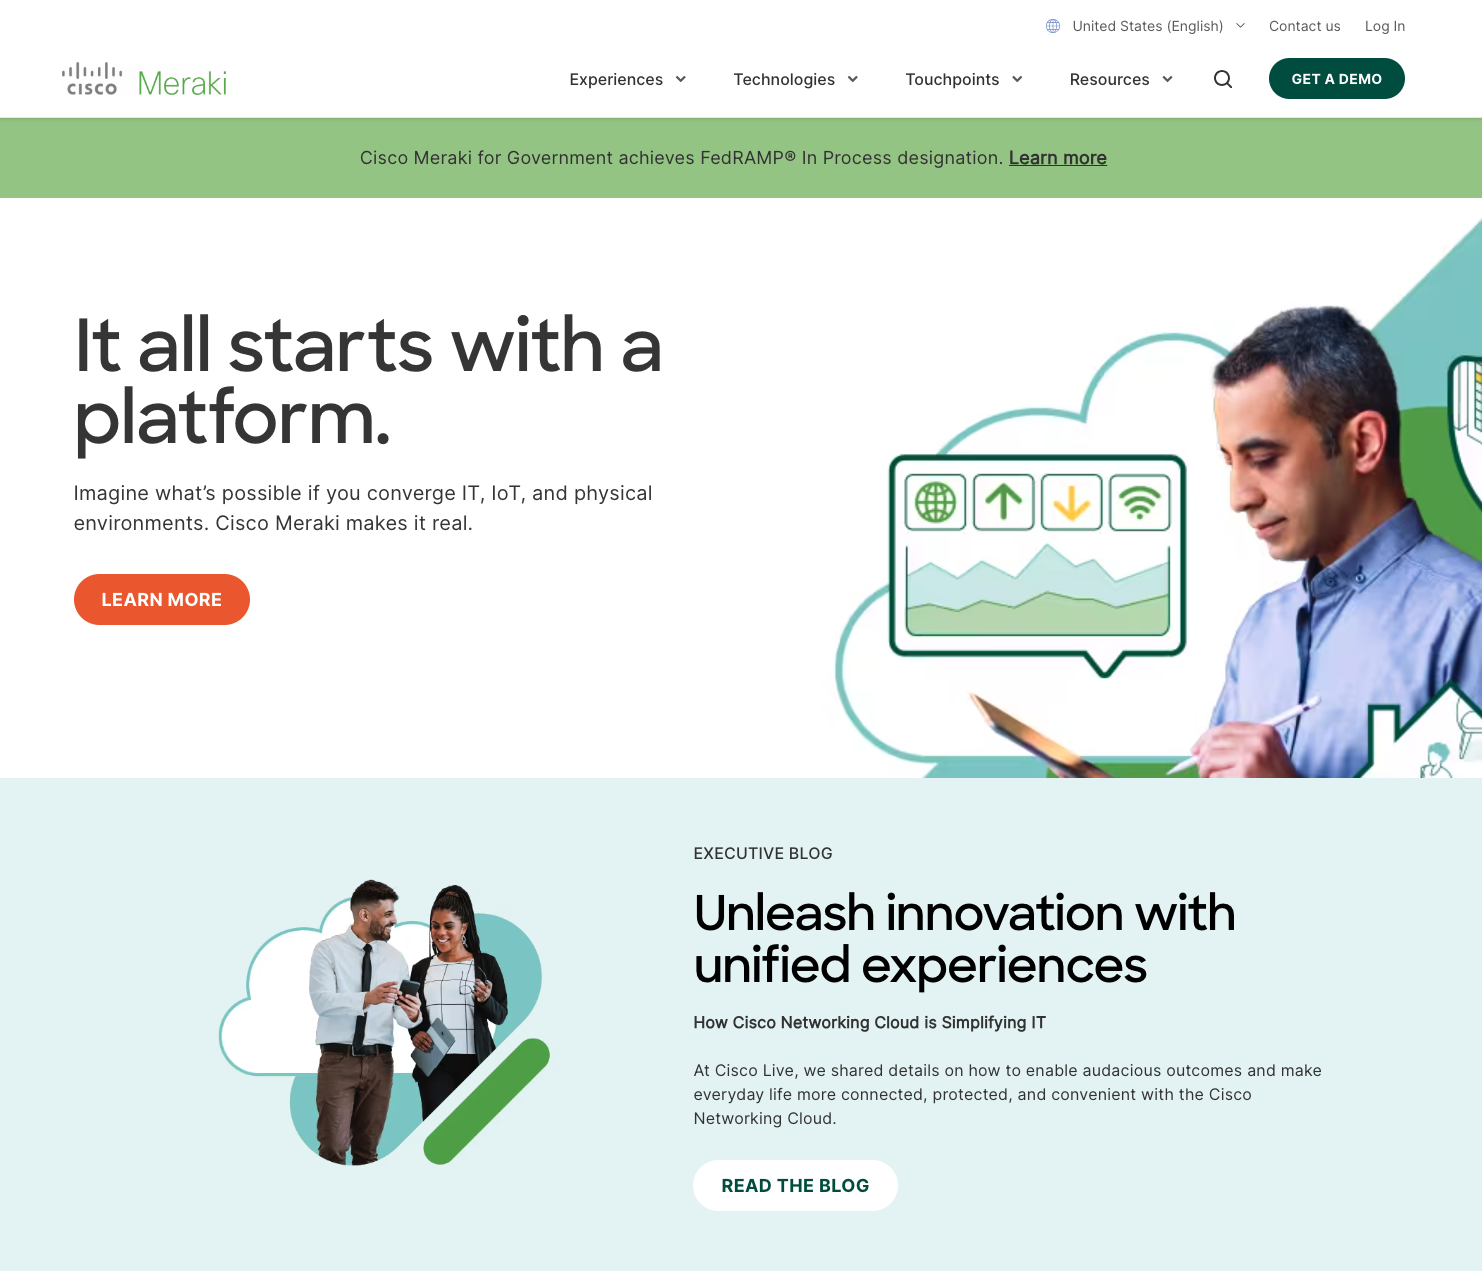 United States (English)
Contact us
Log In
cisco Meraki
Experiences
Technologies
Touchpoints
Resources
GET A DEMO
Cisco Meraki for Government achieves FedRAMP® In Process designation. Learn more
It all starts with a
platform.
Imagine what’s possible if you converge IT, IoT, and physical
environments. Cisco Meraki makes it real.
LEARN MORE
EXECUTIVE BLOG
Unleash innovation with
unified experiences
How Cisco Networking Cloud is Simplifying IT
At Cisco Live, we shared details on how to enable audacious outcomes and make
everyday life more connected, protected, and convenient with the Cisco
Networking Cloud.
READ THE BLOG